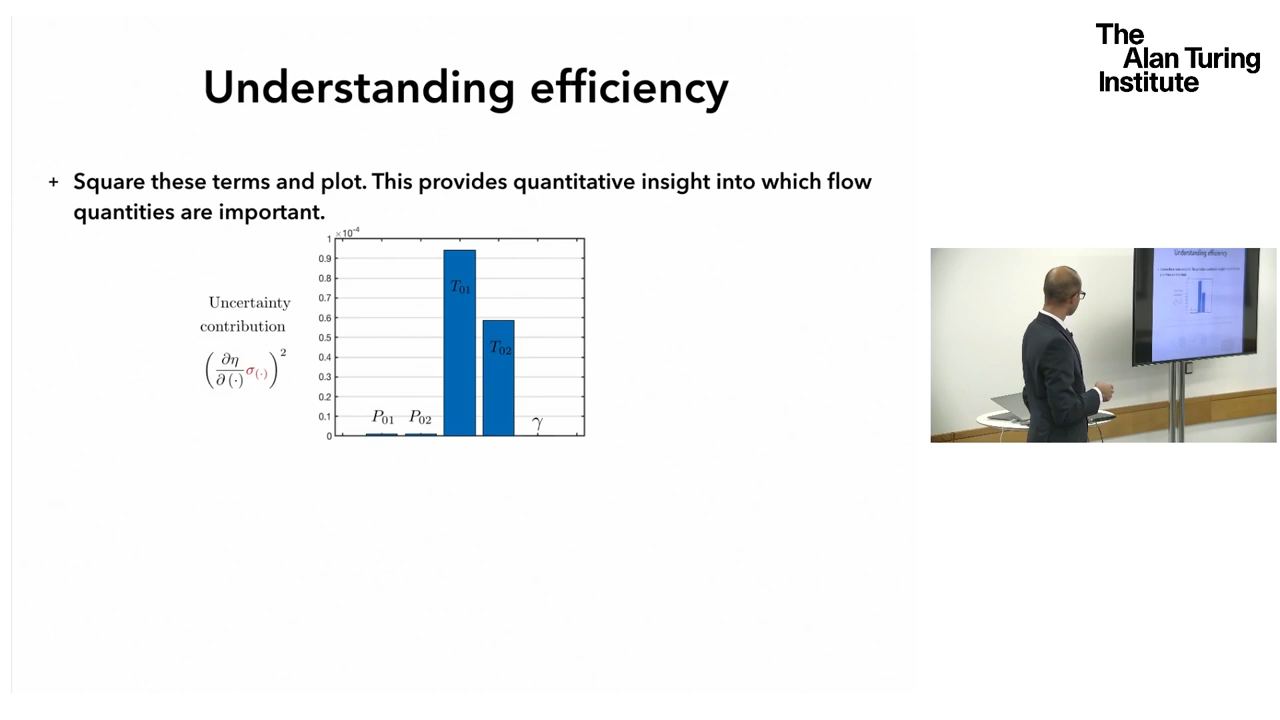 The
Alan Turing
Institute
Understanding efficiency
+ Square these terms and plot. This provides quantitative insight into which flow
quantities are important.
×10⁻⁴
1
0.9
0.8
0.7
0.6
0.5
0.4
0.3
0.2
0.1
0
Uncertainty
contribution
(∂η/∂(·) σ(·))²
P₀₁
P₀₂
T₀₁
T₀₂
γ
Understanding efficiency